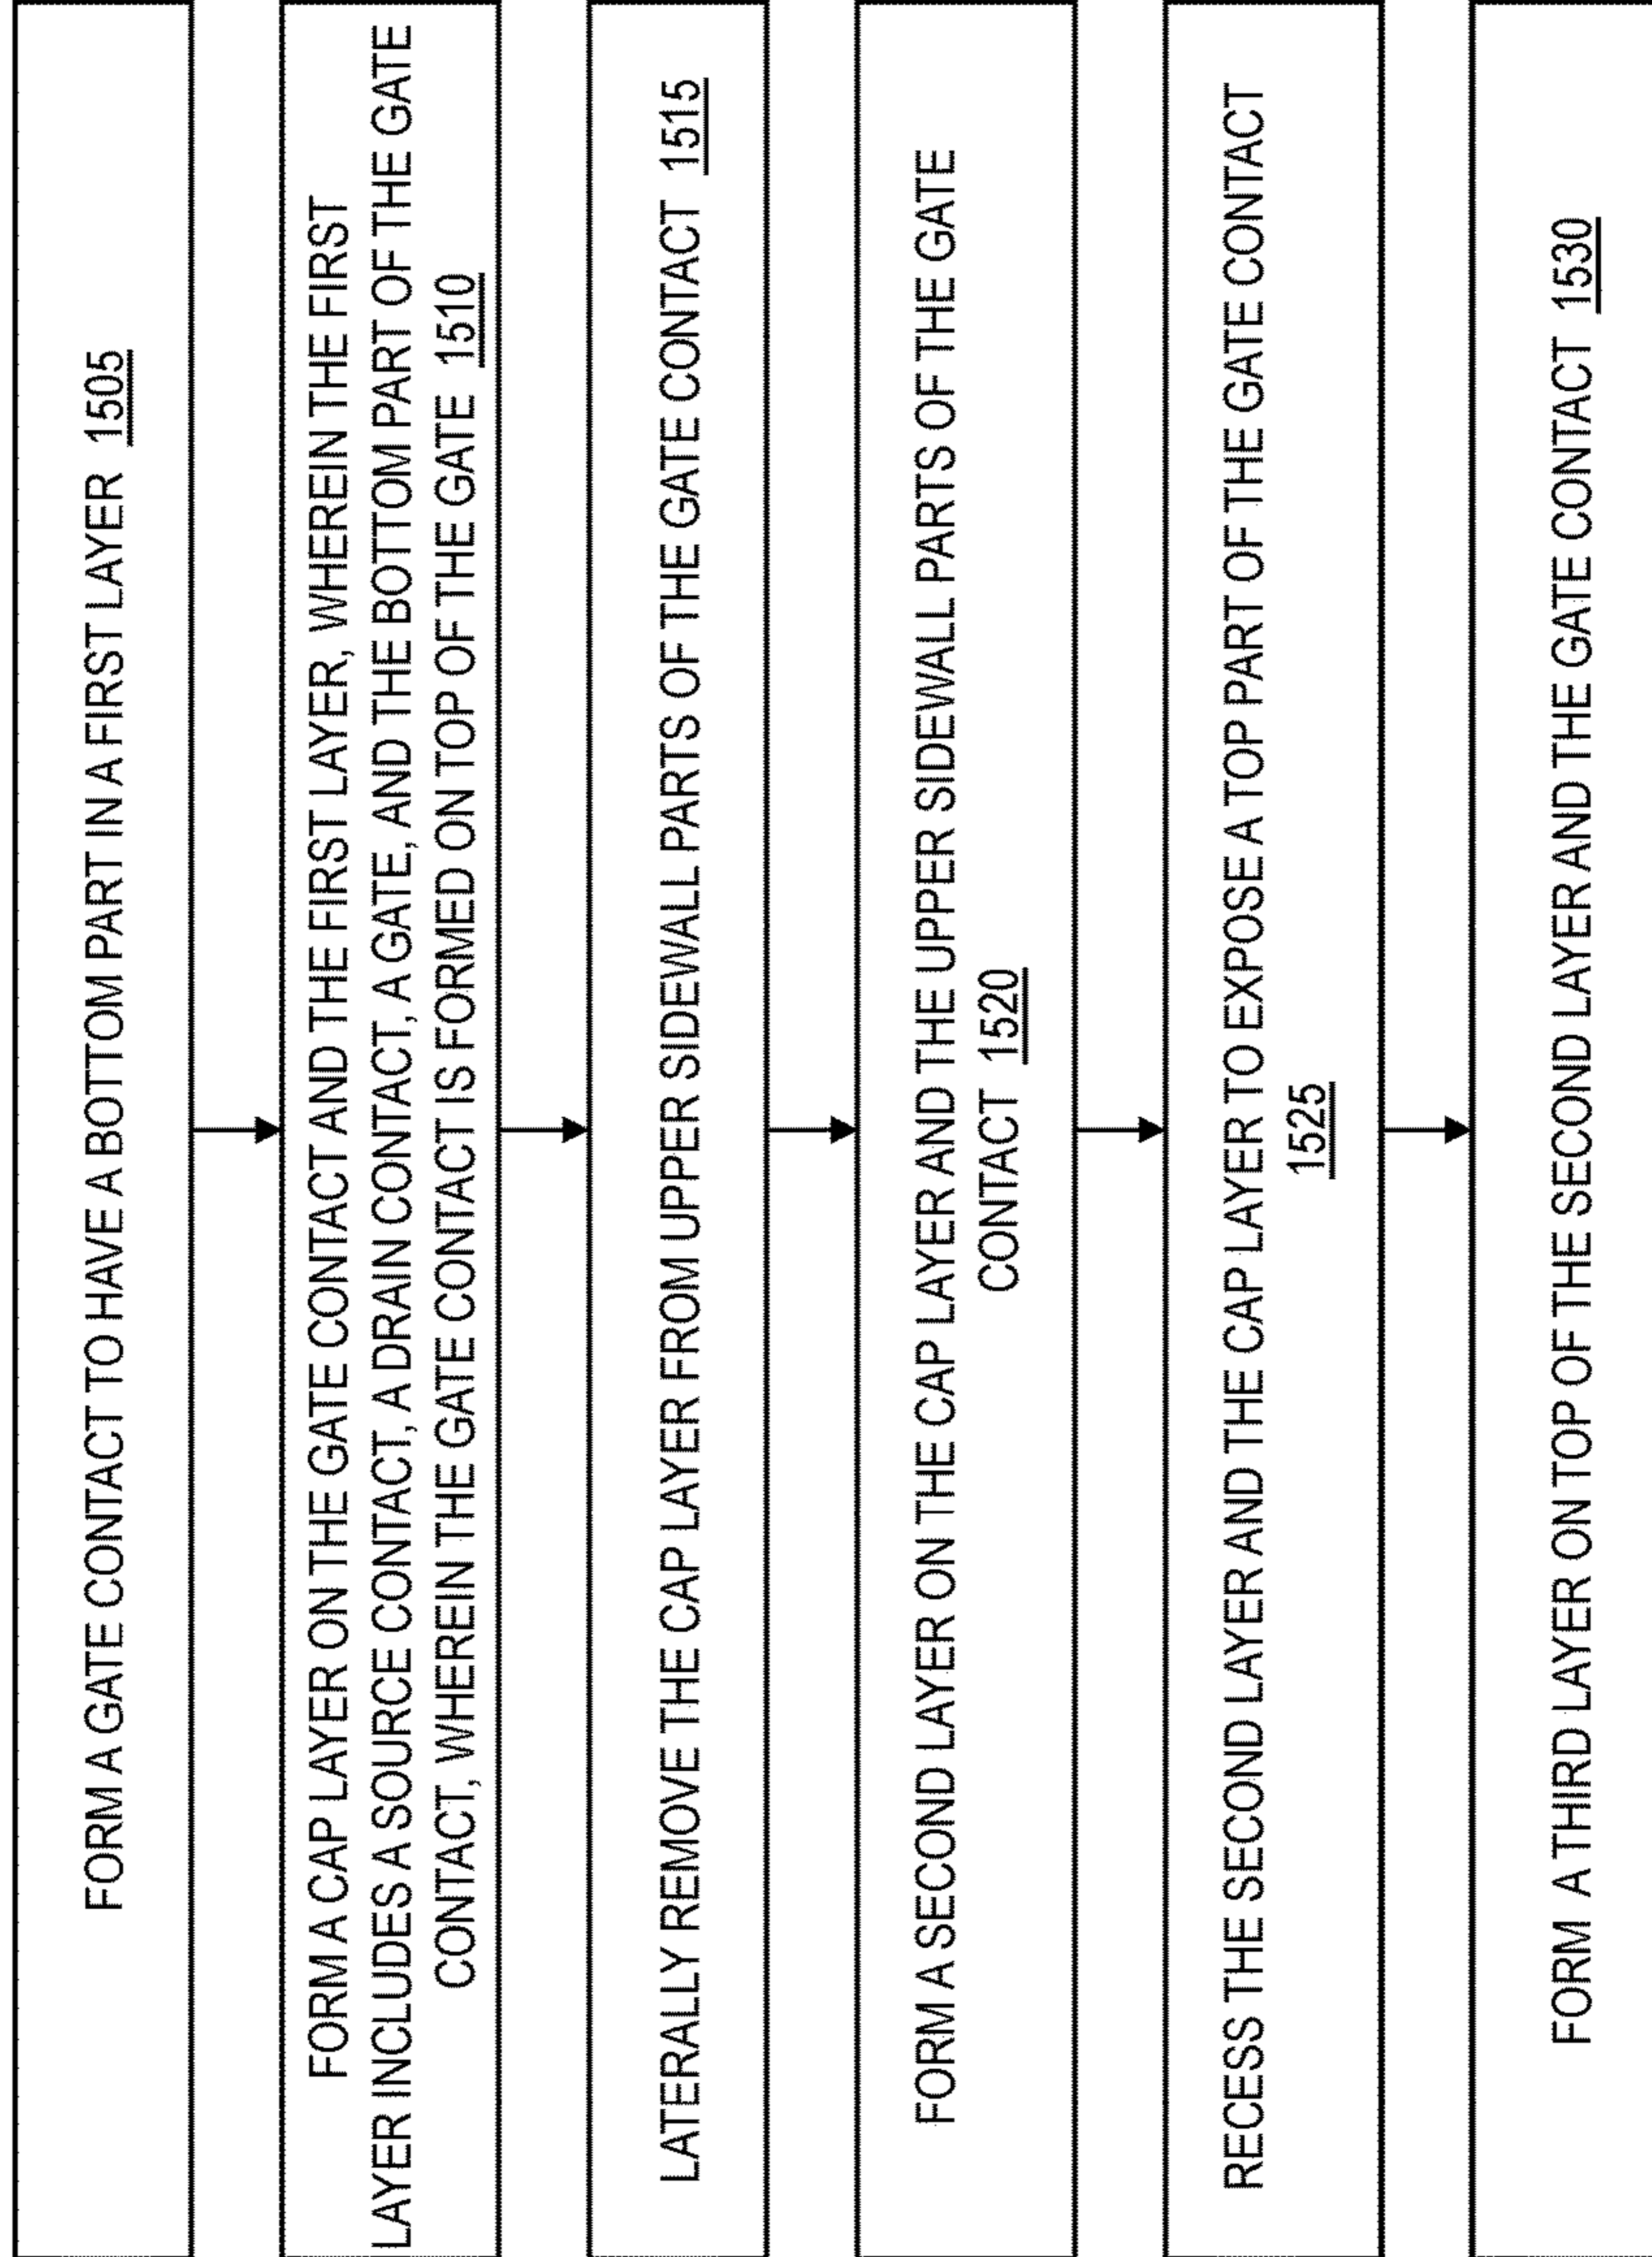 FORM A GATE CONTACT TO HAVE A BOTTOM PART IN A FIRST LAYER 1505
FORM A CAP LAYER ON THE GATE CONTACT AND THE FIRST LAYER, WHEREIN THE FIRST
LAYER INCLUDES A SOURCE CONTACT, A DRAIN CONTACT, A GATE, AND THE BOTTOM PART OF THE GATE
CONTACT, WHEREIN THE GATE CONTACT IS FORMED ON TOP OF THE GATE 1510
LATERALLY REMOVE THE CAP LAYER FROM UPPER SIDEWALL PARTS OF THE GATE CONTACT 1515
FORM A SECOND LAYER ON THE CAP LAYER AND THE UPPER SIDEWALL PARTS OF THE GATE
CONTACT 1520
RECESS THE SECOND LAYER AND THE CAP LAYER TO EXPOSE A TOP PART OF THE GATE CONTACT
1525
FORM A THIRD LAYER ON TOP OF THE SECOND LAYER AND THE GATE CONTACT 1530